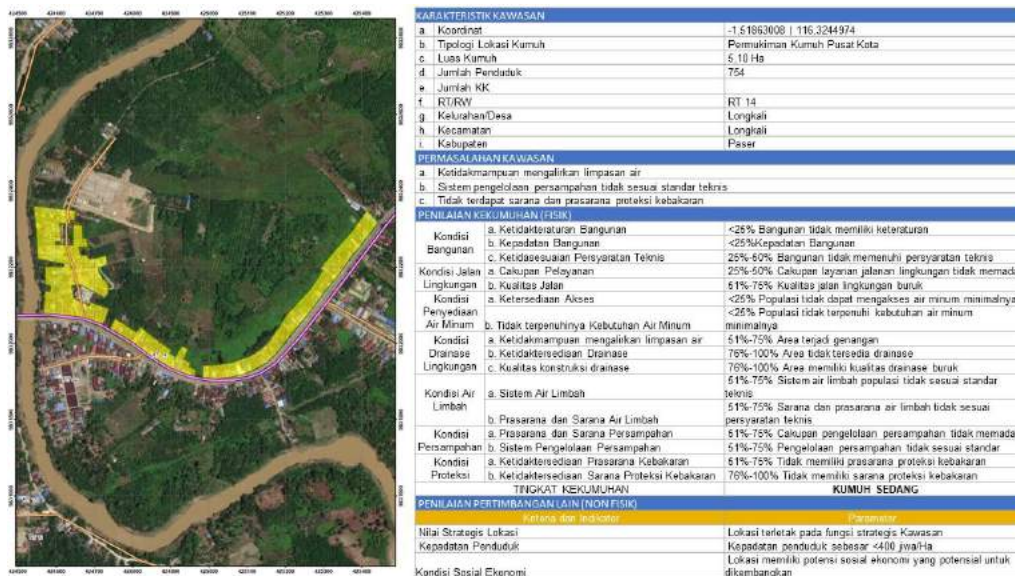 KARAKTERISTIK KAWASAN
a. Koordinat -1,51863008 | 116,3244974
b. Tipologi Lokasi Kumuh Permukiman Kumuh Pusat Kota
c. Luas Kumuh 5,10 Ha
d. Jumlah Penduduk 754
e. Jumlah KK
f. RT/RW RT 14
g. Kelurahan/Desa Longkali
h. Kecamatan Longkali
i. Kabupaten Paser
PERMASALAHAN KAWASAN
a. Ketidakmampuan mengalirkan limpasan air
b. Sistem pengelolaan persampahan tidak sesuai standar teknis
c. Tidak terdapat sarana dan prasarana proteksi kebakaran
PENILAIAN KEKUMUHAN (FISIK)
Kondisi Bangunan
a. Ketidakteraturan Bangunan <25% Bangunan tidak memiliki keteraturan
b. Kepadatan Bangunan <25%Kepadatan Bangunan
c. Ketidasesuaian Persyaratan Teknis 25%-50% Bangunan tidak memenuhi persyaratan teknis
Kondisi Jalan Lingkungan
a. Cakupan Pelayanan 25%-50% Cakupan layanan jalanan lingkungan tidak memada
b. Kualitas Jalan 51%-75% Kualitas jalan lingkungan buruk
Kondisi Penyediaan Air Minum
a. Ketersediaan Akses <25% Populasi tidak dapat mengakses air minum minimalnya
b. Tidak terpenuhinya Kebutuhan Air Minum <25% Populasi tidak terpenuhi kebutuhan air minum minimalnya
Kondisi Drainase Lingkungan
a. Ketidakmampuan mengalirkan limpasan air 51%-75% Area terjadi genangan
b. Ketidaktersediaan Drainase 76%-100% Area tidak tersedia drainase
c. Kualitas konstruksi drainase 76%-100% Area memiliki kualitas drainase buruk
Kondisi Air Limbah
a. Sistem Air Limbah 51%-75% Sistem air limbah populasi tidak sesuai standar teknis
b. Prasarana dan Sarana Air Limbah 51%-75% Sarana dan prasarana air limbah tidak sesuai persyaratan teknis
Kondisi Persampahan
a. Prasarana dan Sarana Persampahan 51%-75% Cakupan pengelolaan persampahan tidak memada
b. Sistem Pengelolaan Persampahan 51%-75% Pengelolaan persampahan tidak sesuai standar
Kondisi Proteksi
a. Ketidaktersediaan Prasarana Kebakaran 51%-75% Tidak memiliki prasarana proteksi kebakaran
b. Ketidaktersediaan Sarana Proteksi Kebakaran 76%-100% Tidak memiliki sarana proteksi kebakaran
TINGKAT KEKUMUHAN KUMUH SEDANG
PENILAIAN PERTIMBANGAN LAIN (NON FISIK)
Kriteria dan Indikator Parameter
Nilai Strategis Lokasi Lokasi terletak pada fungsi strategis Kawasan
Kepadatan Penduduk Kepadatan penduduk sebesar <400 jiwa/Ha
Kondisi Sosial Ekonomi Lokasi memiliki potensi sosial ekonomi yang potensial untuk dikembangkan